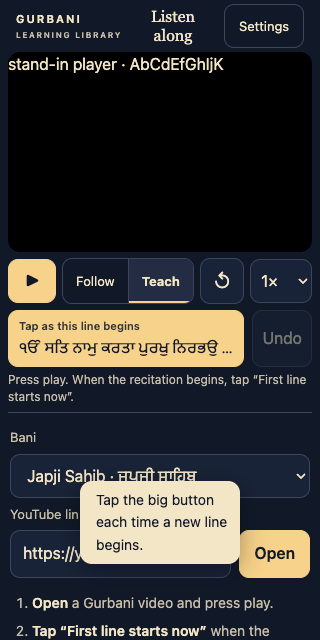 GURBANI
LEARNING LIBRARY
Listen
along
Settings
stand-in player · AbCdEfGhIjK
Follow
Teach
1×
Tap as this line begins
੧ੴ ਸਤਿ ਨਾਮੁ ਕਰਤਾ ਪੁਰਖੁ ਨਿਰਭਉ ...
Undo
Press play. When the recitation begins, tap “First line
starts now”.
Bani
Japji Sahib · ਜਪੁਜੀ ਸਾਹਿਬ
YouTube lin
Tap the big button
each time a new line
begins.
https://y
Open
1. Open a Gurbani video and press play.
2. Tap “First line starts now” when the